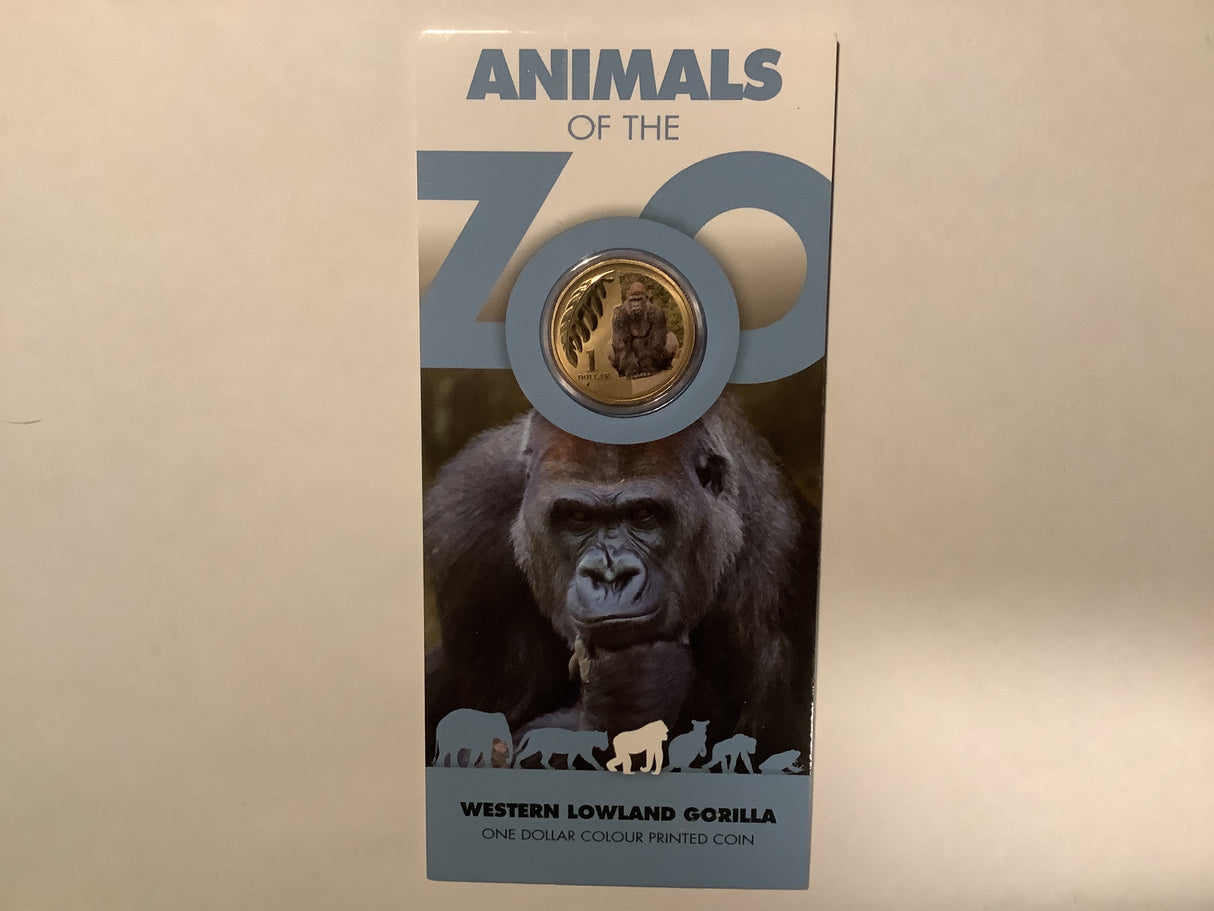 ANIMALS
OF THE
ZOO
1
DOLLAR
WESTERN LOWLAND GORILLA
ONE DOLLAR COLOUR PRINTED COIN